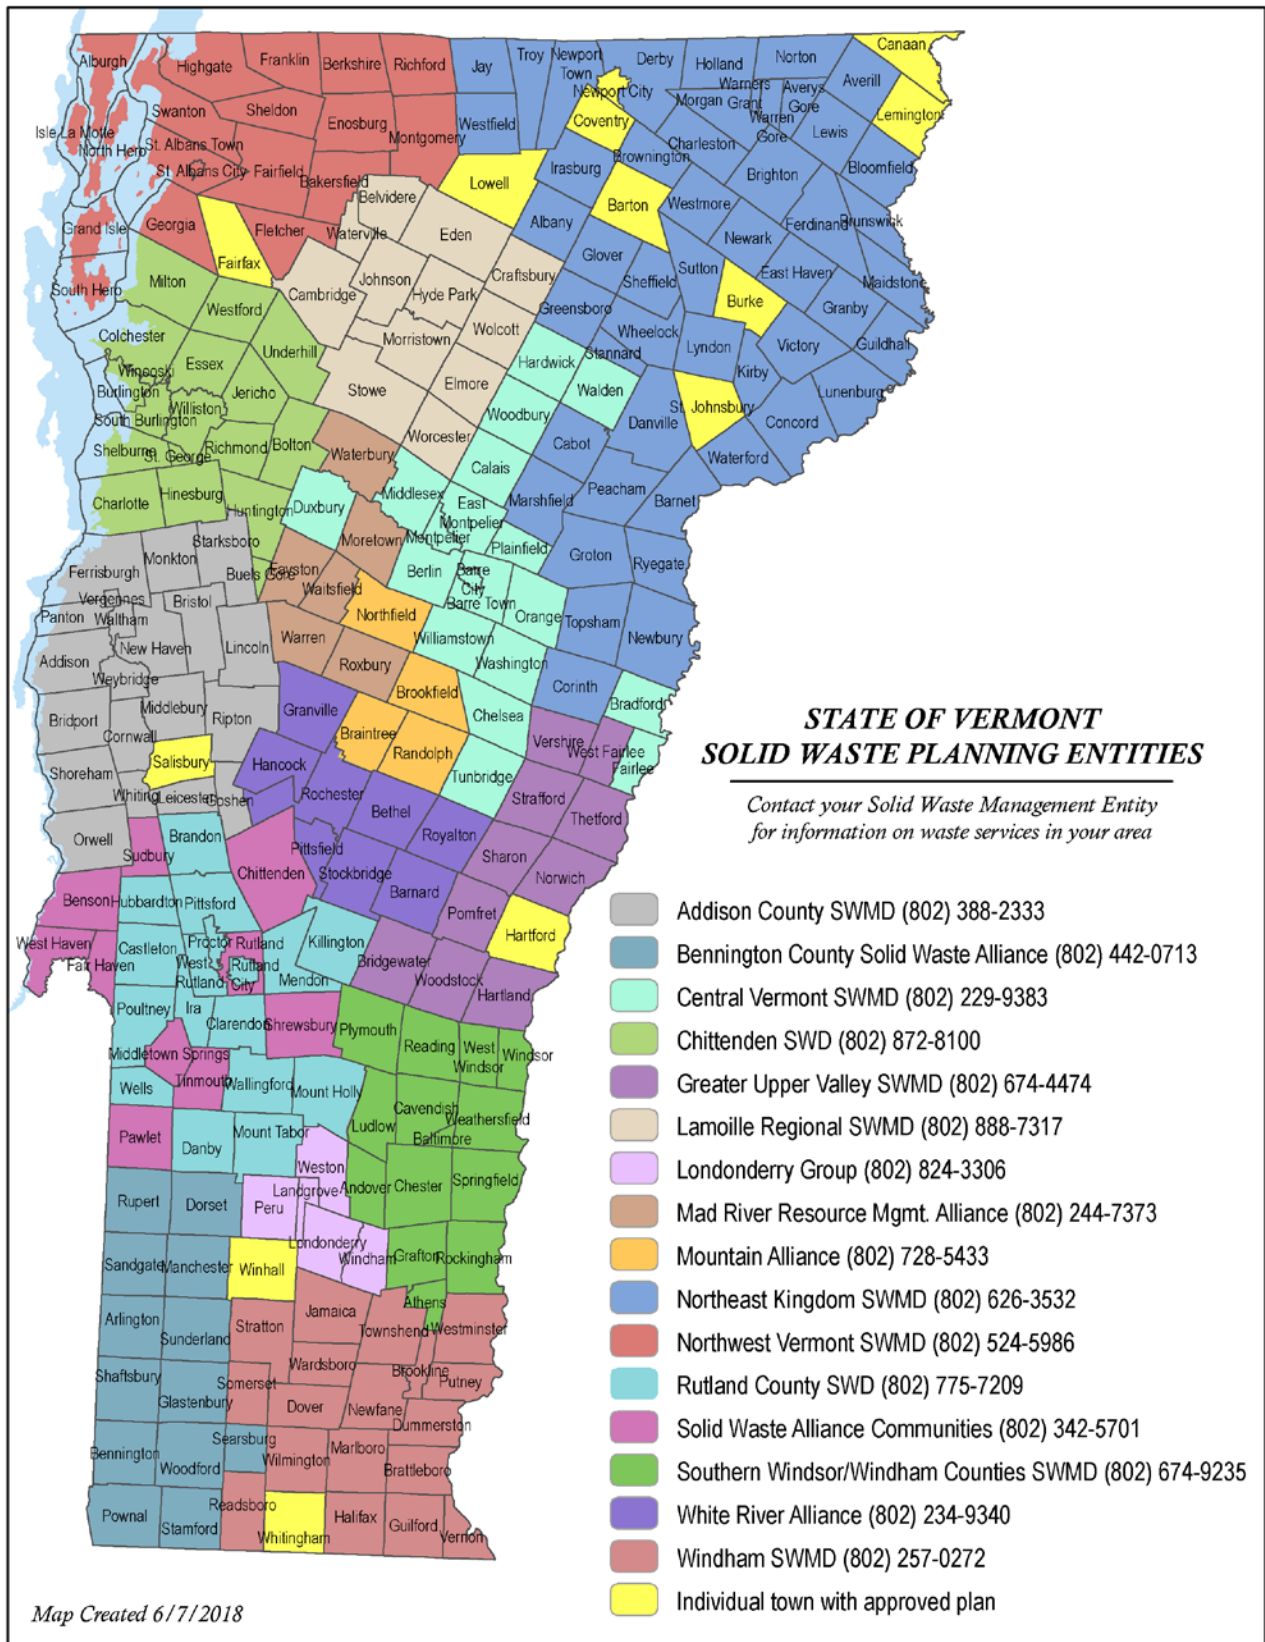 Alburgh
Highgate
Franklin
Berkshire
Richford
Jay
Troy
Newport
Town
Derby
Holland
Norton
Canaan
Newport City
Warners
Grant
Averys
Gore
Averill
Isle La Motte
North Hero
Swanton
Sheldon
Enosburg
Montgomery
Westfield
Coventry
Morgan
Warren
Gore
Lewis
Lemington
St. Albans Town
St. Albans City
Fairfield
Bakersfield
Lowell
Irasburg
Brownington
Charleston
Brighton
Bloomfield
Belvidere
Grand Isle
Georgia
Fletcher
Waterville
Eden
Albany
Barton
Westmore
Newark
Ferdinand
Brunswick
South Hero
Milton
Fairfax
Cambridge
Johnson
Hyde Park
Craftsbury
Glover
Sheffield
Sutton
East Haven
Maidstone
Westford
Greensboro
Burke
Granby
Colchester
Underhill
Morristown
Wolcott
Wheelock
Lyndon
Victory
Guildhall
Winooski
Essex
Hardwick
Stannard
Kirby
Burlington
Jericho
Stowe
Elmore
Walden
Lunenburg
South Burlington
Williston
Woodbury
Danville
St. Johnsbury
Concord
Shelburne
St. George
Richmond
Bolton
Waterbury
Worcester
Cabot
Waterford
Charlotte
Hinesburg
Huntington
Duxbury
Middlesex
Calais
East
Montpelier
Marshfield
Peacham
Barnet
Starksboro
Moretown
Montpelier
Plainfield
Groton
Ryegate
Ferrisburgh
Monkton
Buels Gore
Fayston
Waitsfield
Berlin
Barre
City
Vergennes
Panton
Waltham
Bristol
Northfield
Barre Town
Orange
Topsham
Newbury
Addison
New Haven
Lincoln
Warren
Roxbury
Williamstown
Washington
Weybridge
Corinth
Bridport
Middlebury
Ripton
Granville
Brookfield
Chelsea
Bradford
Cornwall
Braintree
Randolph
Vershire
West Fairlee
Fairlee
Shoreham
Salisbury
Hancock
Tunbridge
Whiting
Leicester
Goshen
Rochester
Bethel
Strafford
Thetford
Orwell
Sudbury
Brandon
Pittsfield
Royalton
Sharon
Chittenden
Stockbridge
Barnard
Norwich
Benson
Hubbardton
Pittsford
Pomfret
Hartford
West Haven
Fair Haven
Castleton
Proctor
Rutland
West
Rutland
Rutland
City
Killington
Mendon
Bridgewater
Woodstock
Hartland
Poultney
Ira
Clarendon
Shrewsbury
Plymouth
Reading
West
Windsor
Windsor
Middletown Springs
Wells
Tinmouth
Wallingford
Mount Holly
Ludlow
Cavendish
Baltimore
Weathersfield
Pawlet
Danby
Mount Tabor
Weston
Landgrove
Andover
Chester
Springfield
Rupert
Dorset
Peru
Londonderry
Windham
Grafton
Rockingham
Sandgate
Manchester
Winhall
Athens
Arlington
Sunderland
Stratton
Jamaica
Townshend
Westminster
Wardsboro
Brookline
Putney
Shaftsbury
Glastenbury
Somerset
Dover
Newfane
Dummerston
Bennington
Woodford
Searsburg
Wilmington
Marlboro
Brattleboro
Pownal
Stamford
Readsboro
Whitingham
Halifax
Guilford
Vernon
STATE OF VERMONT
SOLID WASTE PLANNING ENTITIES
Contact your Solid Waste Management Entity
for information on waste services in your area
Addison County SWMD (802) 388-2333
Bennington County Solid Waste Alliance (802) 442-0713
Central Vermont SWMD (802) 229-9383
Chittenden SWD (802) 872-8100
Greater Upper Valley SWMD (802) 674-4474
Lamoille Regional SWMD (802) 888-7317
Londonderry Group (802) 824-3306
Mad River Resource Mgmt. Alliance (802) 244-7373
Mountain Alliance (802) 728-5433
Northeast Kingdom SWMD (802) 626-3532
Northwest Vermont SWMD (802) 524-5986
Rutland County SWD (802) 775-7209
Solid Waste Alliance Communities (802) 342-5701
Southern Windsor/Windham Counties SWMD (802) 674-9235
White River Alliance (802) 234-9340
Windham SWMD (802) 257-0272
Individual town with approved plan
Map Created 6/7/2018